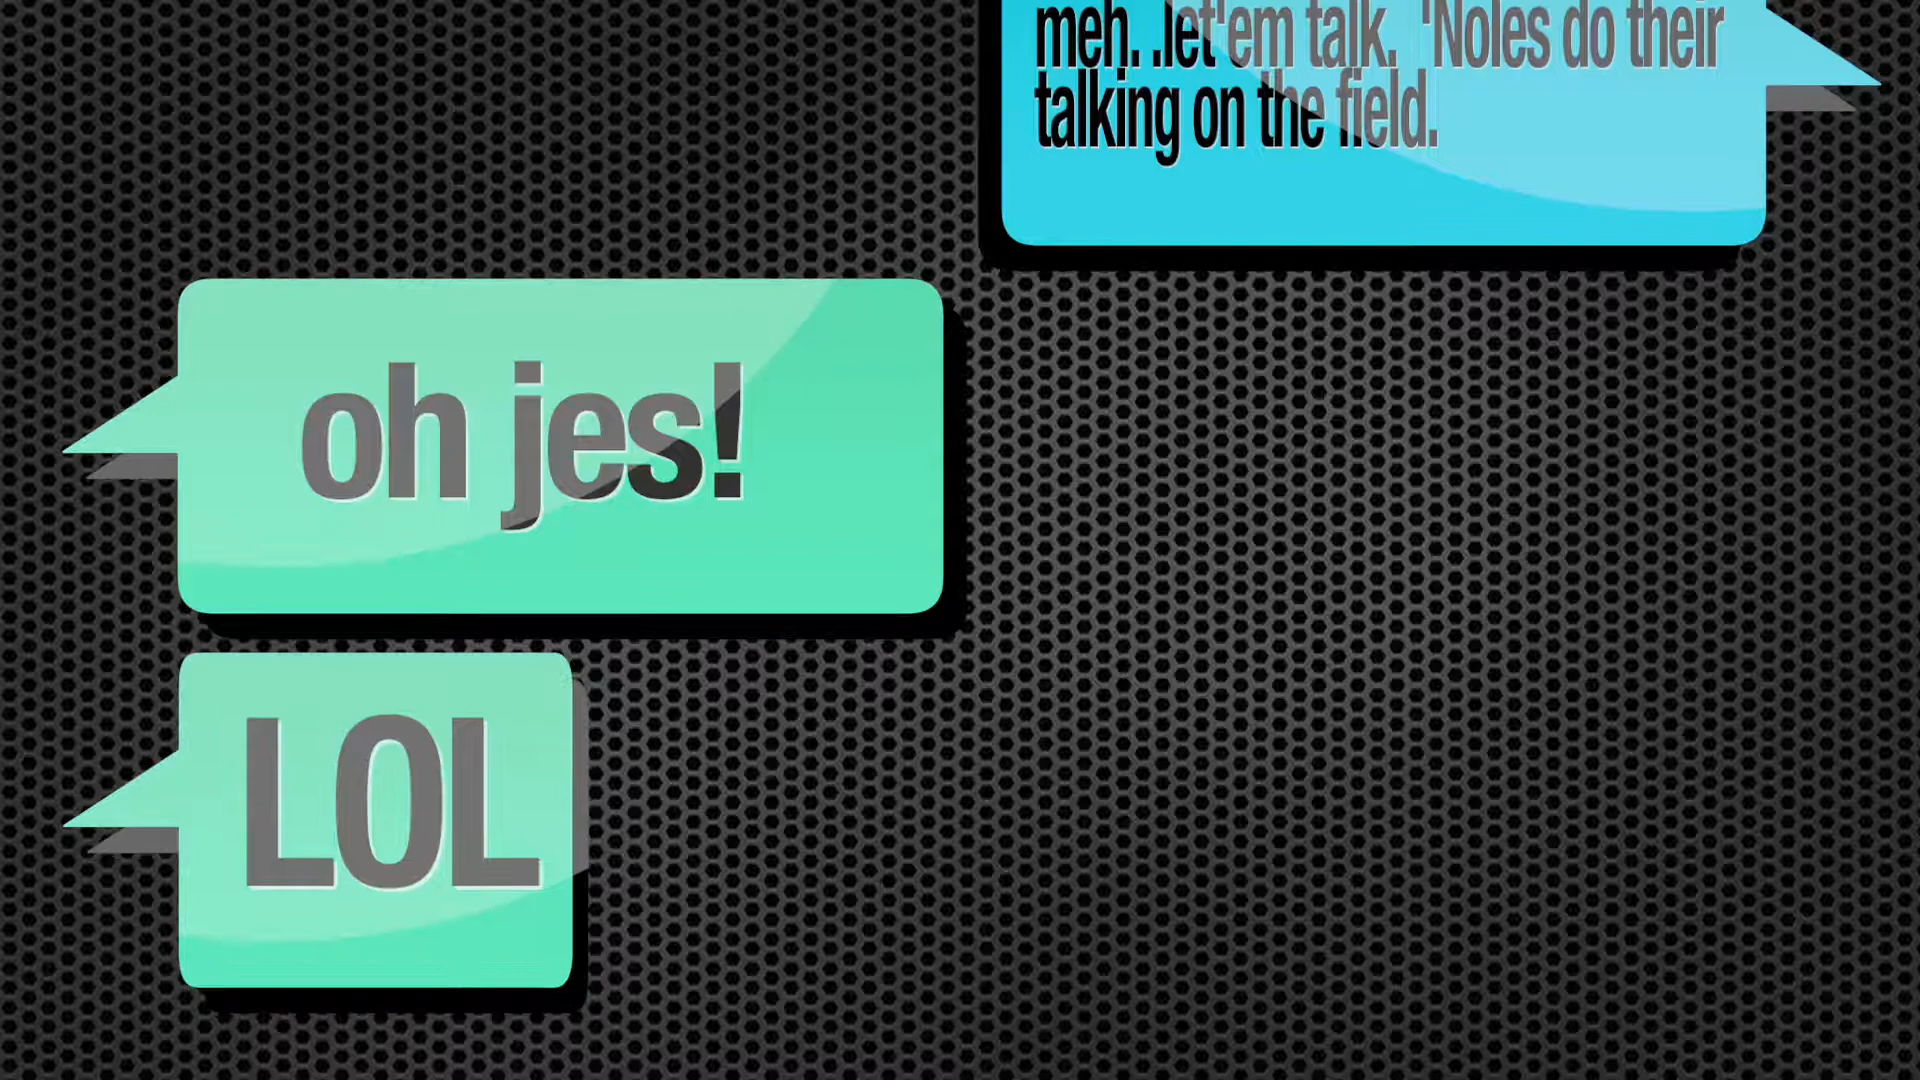 meh. .let'em talk.  'Noles do their
talking on the field.
oh jes!
LOL